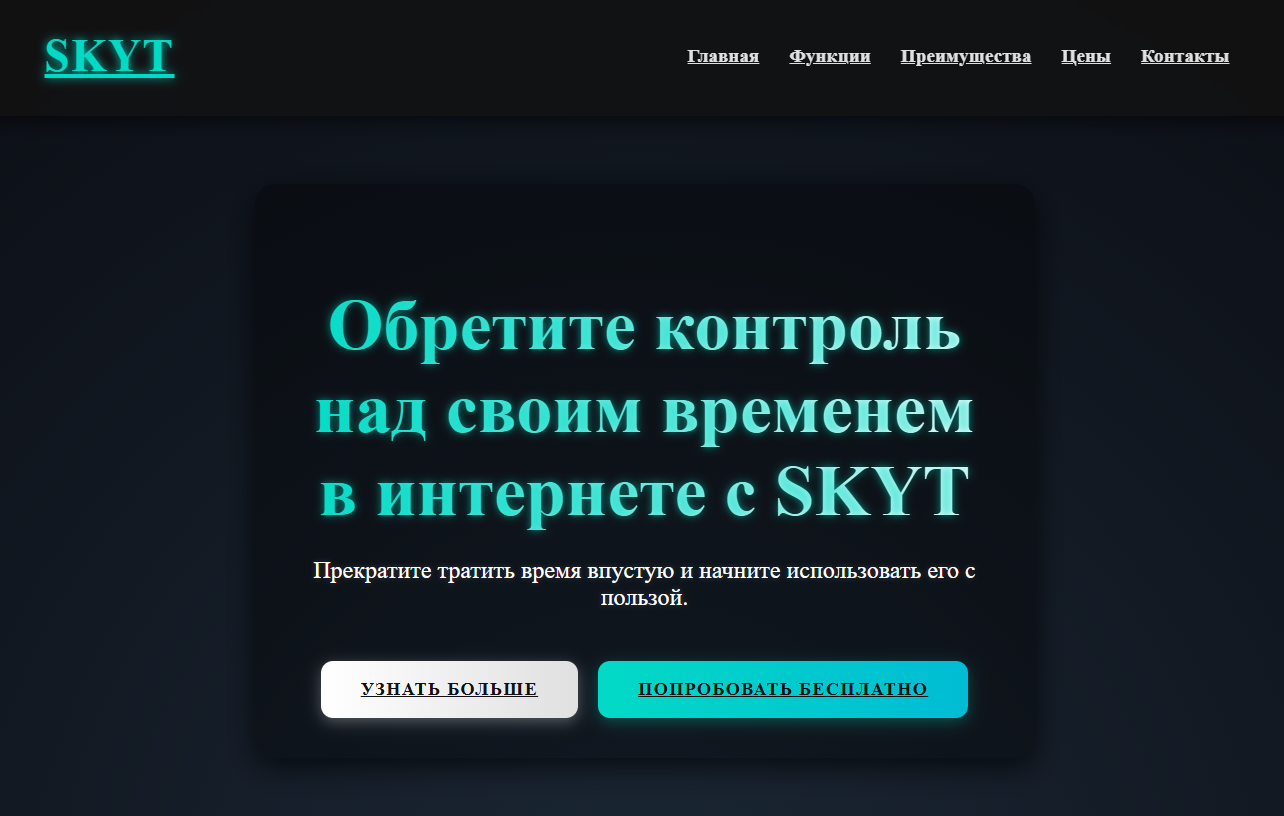 SKYT
Главная Функции Преимущества Цены Контакты
Обретите контроль
над своим временем
в интернете с SKYT
Прекратите тратить время впустую и начните использовать его с
пользой.
УЗНАТЬ БОЛЬШЕ ПОПРОБОВАТЬ БЕСПЛАТНО